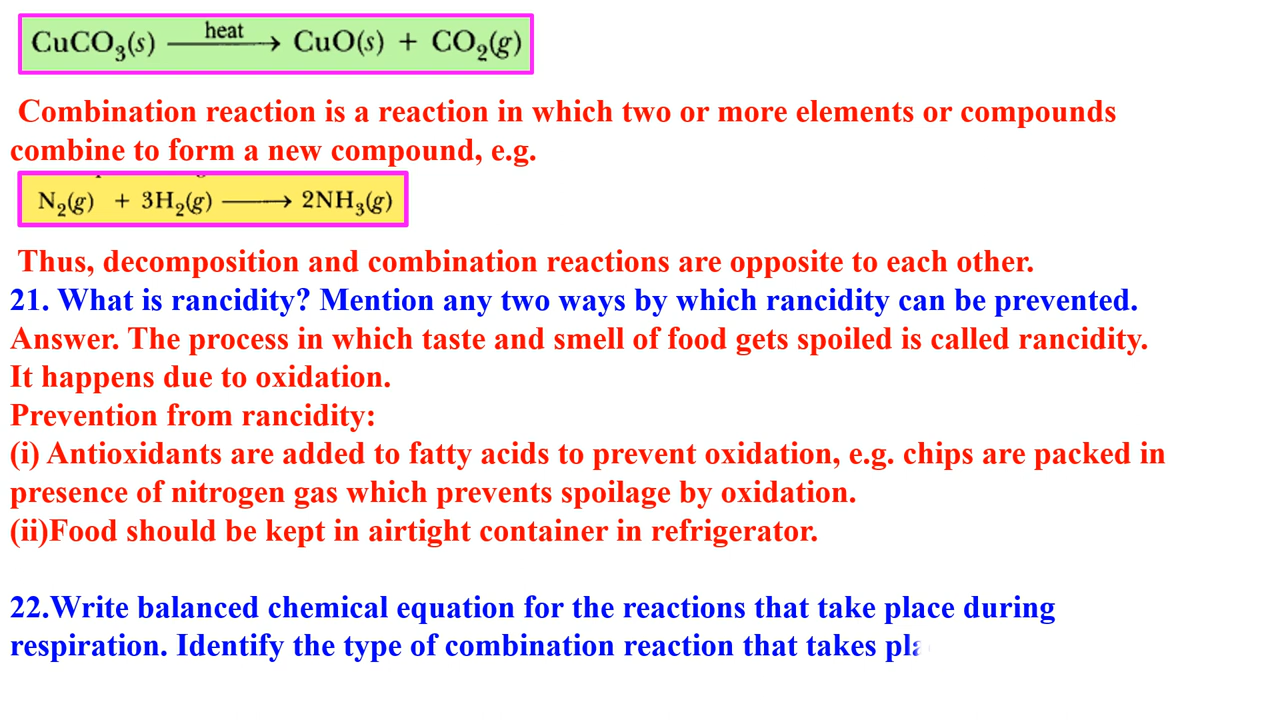 CuCO₃(s) —heat→ CuO(s) + CO₂(g)
Combination reaction is a reaction in which two or more elements or compounds
combine to form a new compound, e.g.
N₂(g) + 3H₂(g) ⟶ 2NH₃(g)
Thus, decomposition and combination reactions are opposite to each other.
21. What is rancidity? Mention any two ways by which rancidity can be prevented.
Answer. The process in which taste and smell of food gets spoiled is called rancidity.
It happens due to oxidation.
Prevention from rancidity:
(i) Antioxidants are added to fatty acids to prevent oxidation, e.g. chips are packed in
presence of nitrogen gas which prevents spoilage by oxidation.
(ii)Food should be kept in airtight container in refrigerator.
22.Write balanced chemical equation for the reactions that take place during
respiration. Identify the type of combination reaction that takes pla